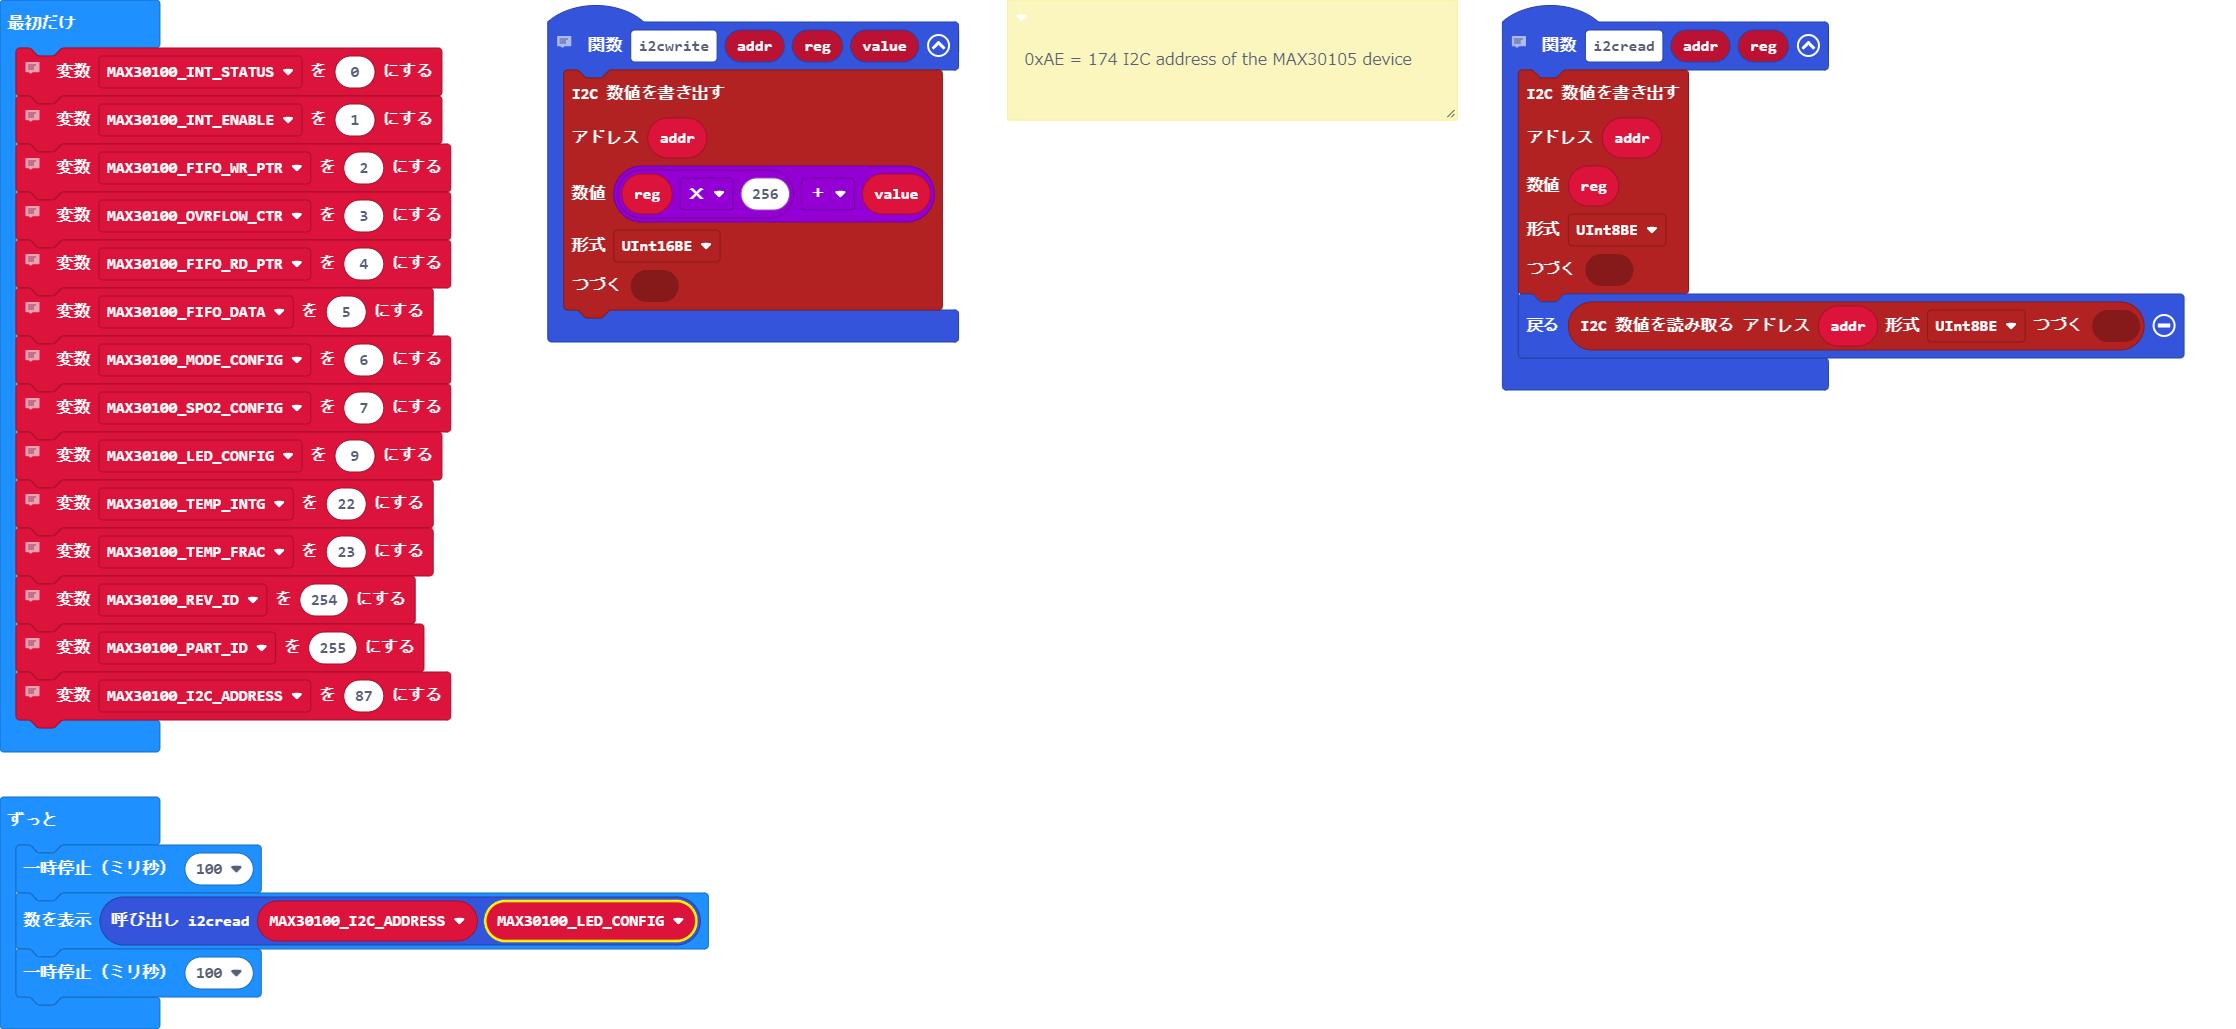 最初だけ
変数 MAX30100_INT_STATUS を 0 にする
変数 MAX30100_INT_ENABLE を 1 にする
変数 MAX30100_FIFO_WR_PTR を 2 にする
変数 MAX30100_OVRFLOW_CTR を 3 にする
変数 MAX30100_FIFO_RD_PTR を 4 にする
変数 MAX30100_FIFO_DATA を 5 にする
変数 MAX30100_MODE_CONFIG を 6 にする
変数 MAX30100_SPO2_CONFIG を 7 にする
変数 MAX30100_LED_CONFIG を 9 にする
変数 MAX30100_TEMP_INTG を 22 にする
変数 MAX30100_TEMP_FRAC を 23 にする
変数 MAX30100_REV_ID を 254 にする
変数 MAX30100_PART_ID を 255 にする
変数 MAX30100_I2C_ADDRESS を 87 にする
関数 i2cwrite addr reg value
I2C 数値を書き出す
アドレス addr
数値 reg × 256 + value
形式 UInt16BE
つづく
0xAE = 174 I2C address of the MAX30105 device
関数 i2cread addr reg
I2C 数値を書き出す
アドレス addr
数値 reg
形式 UInt8BE
つづく
戻る I2C 数値を読み取る アドレス addr 形式 UInt8BE つづく
ずっと
一時停止（ミリ秒） 100
数を表示 呼び出し i2cread MAX30100_I2C_ADDRESS MAX30100_LED_CONFIG
一時停止（ミリ秒） 100